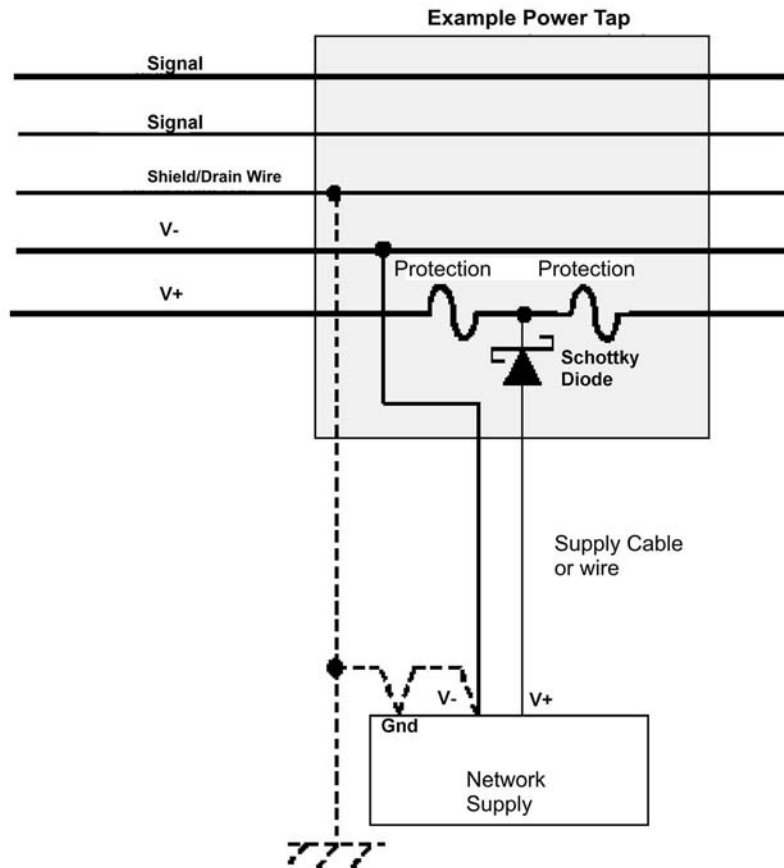 Example Power Tap
Signal
Signal
Shield/Drain Wire
V-
Protection
Protection
V+
Schottky
Diode
Supply Cable
or wire
V-
V+
Gnd
Network
Supply